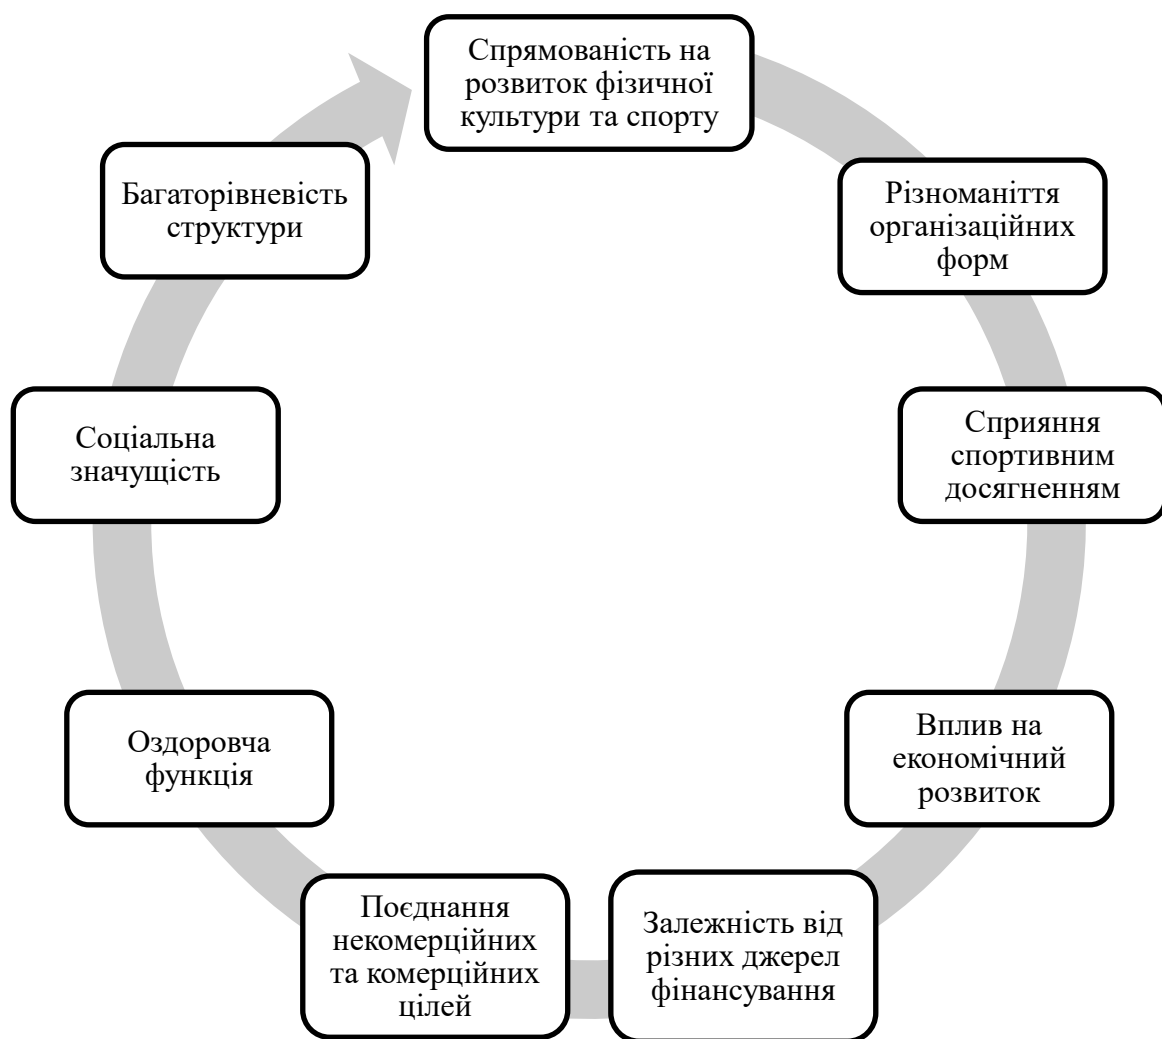 Спрямованість на
розвиток фізичної
культури та спорту
Різноманіття
організаційних
форм
Сприяння
спортивним
досягненням
Вплив на
економічний
розвиток
Залежність від
різних джерел
фінансування
Поєднання
некомерційних
та комерційних
цілей
Оздоровча
функція
Соціальна
значущість
Багаторівневість
структури